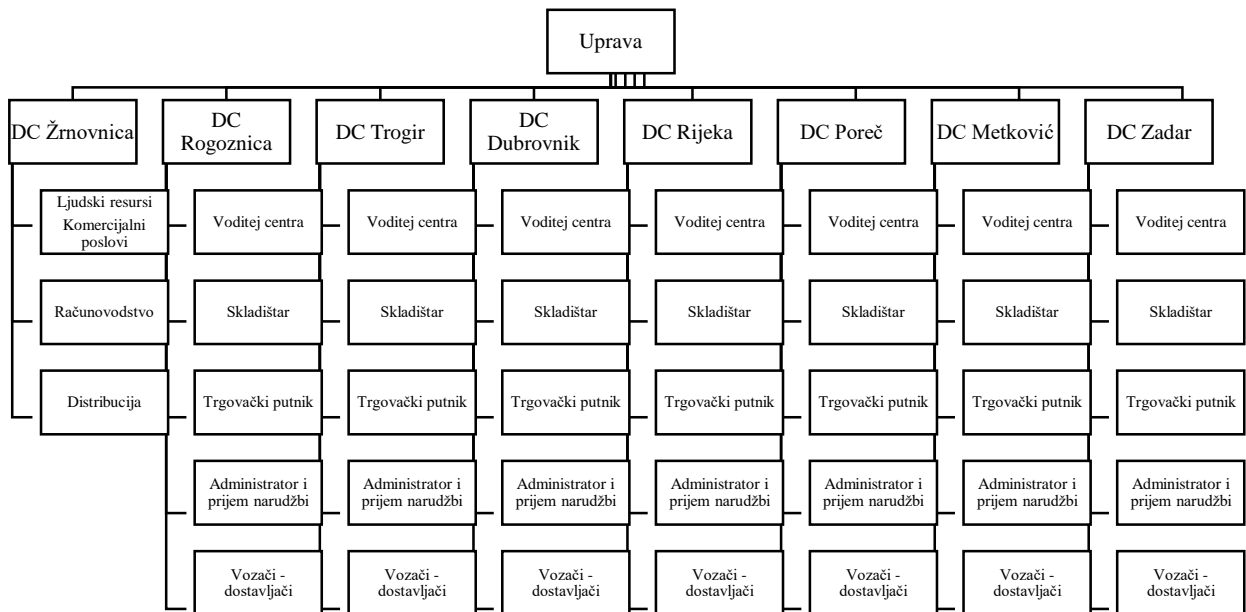 Uprava
DC Žrnovnica
DC
Rogoznica
DC Trogir
DC
Dubrovnik
DC Rijeka
DC Poreč
DC Metković
DC Zadar
Ljudski resursi
Komercijalni
poslovi
Voditej centra
Voditej centra
Voditej centra
Voditej centra
Voditej centra
Voditej centra
Voditej centra
Računovodstvo
Skladištar
Skladištar
Skladištar
Skladištar
Skladištar
Skladištar
Skladištar
Distribucija
Trgovački putnik
Trgovački putnik
Trgovački putnik
Trgovački putnik
Trgovački putnik
Trgovački putnik
Trgovački putnik
Administrator i
prijem narudžbi
Administrator i
prijem narudžbi
Administrator i
prijem narudžbi
Administrator i
prijem narudžbi
Administrator i
prijem narudžbi
Administrator i
prijem narudžbi
Administrator i
prijem narudžbi
Vozači -
dostavljači
Vozači -
dostavljači
Vozači -
dostavljači
Vozači -
dostavljači
Vozači -
dostavljači
Vozači -
dostavljači
Vozači -
dostavljači